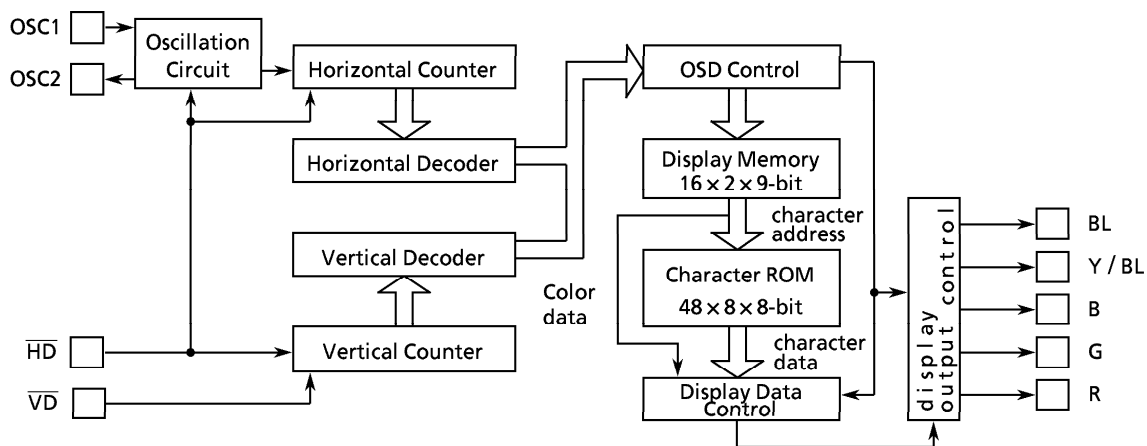 OSC1
OSC2
Oscillation
Circuit
Horizontal Counter
OSD Control
Horizontal Decoder
Display Memory
16 × 2 × 9-bit
character
address
Vertical Decoder
Character ROM
48 × 8 × 8-bit
Color
data
character
data
HD
VD
Vertical Counter
Display Data
Control
display
output control
BL
Y / BL
B
G
R